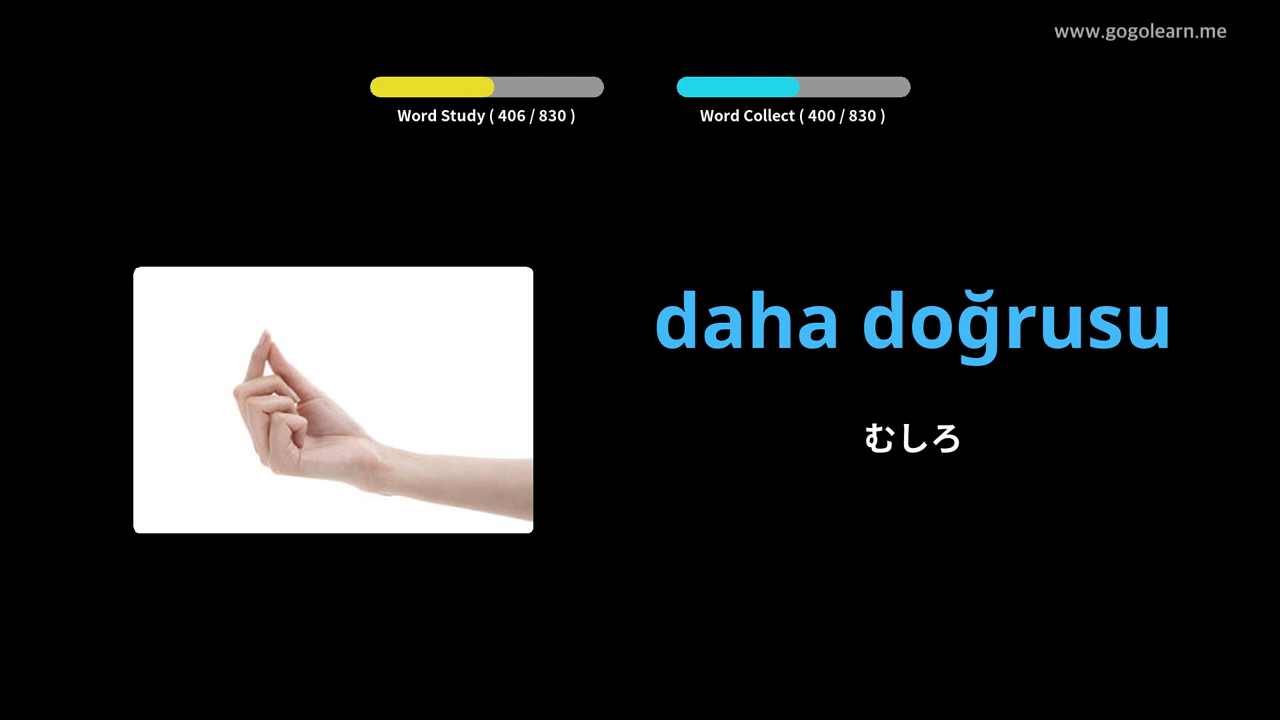 www.gogolearn.me
Word Study ( 406 / 830 )
Word Collect ( 400 / 830 )
daha doğrusu
むしろ